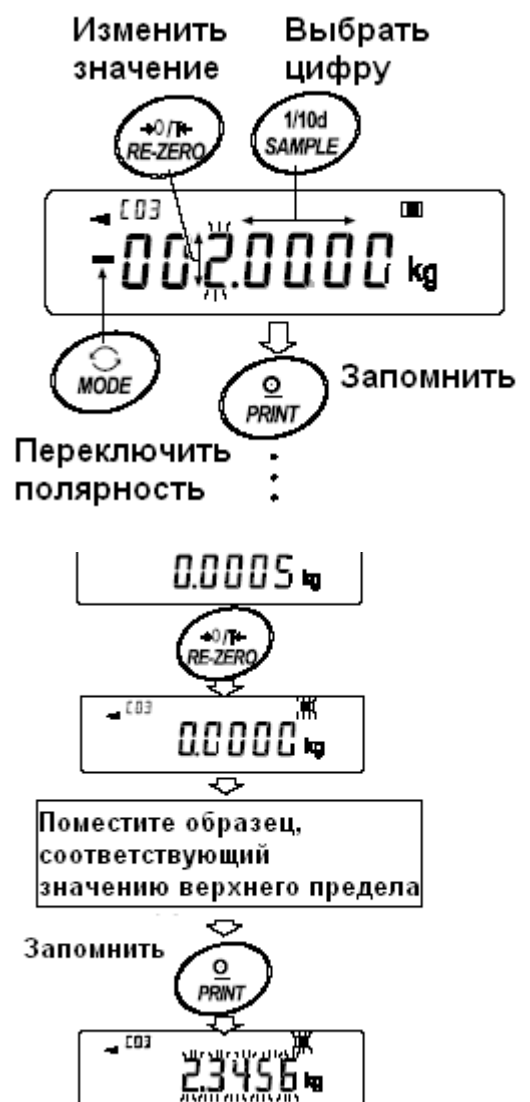 Изменить
значение
Выбрать
цифру
→0/T←
RE-ZERO
1/10d
SAMPLE
C03
-002.0000 kg
MODE
PRINT
Запомнить
Переключить
полярность
0.0005 kg
→0/T←
RE-ZERO
C03
0.0000 kg
Поместите образец,
соответствующий
значению верхнего предела
Запомнить
PRINT
C03
2.3456 kg